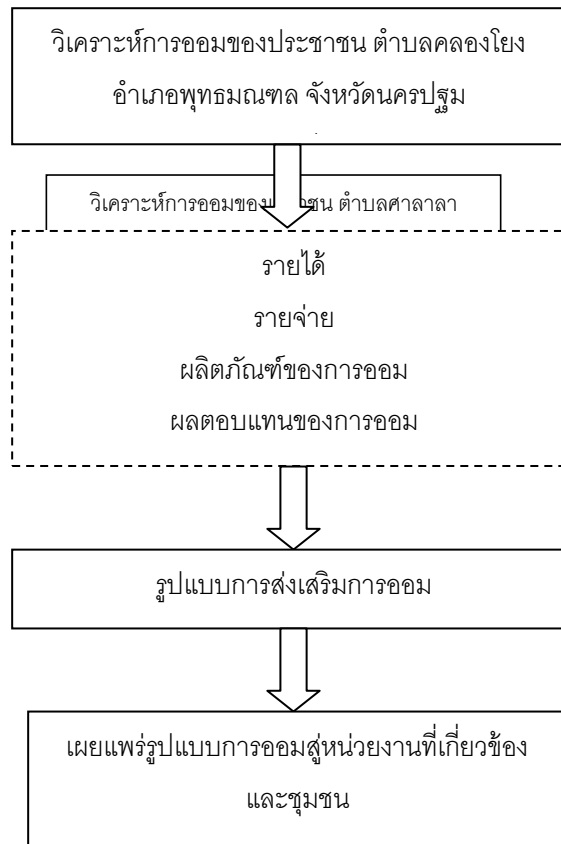 วิเคราะห์การออมของประชาชน ตำบลคลองโยง
อำเภอพุทธมณฑล จังหวัดนครปฐม
วิเคราะห์การออมของ ชน ตำบลศาลาลา
รายได้
รายจ่าย
ผลิตภัณฑ์ของการออม
ผลตอบแทนของการออม
รูปแบบการส่งเสริมการออม
เผยแพร่รูปแบบการออมสู่หน่วยงานที่เกี่ยวข้อง
และชุมชน